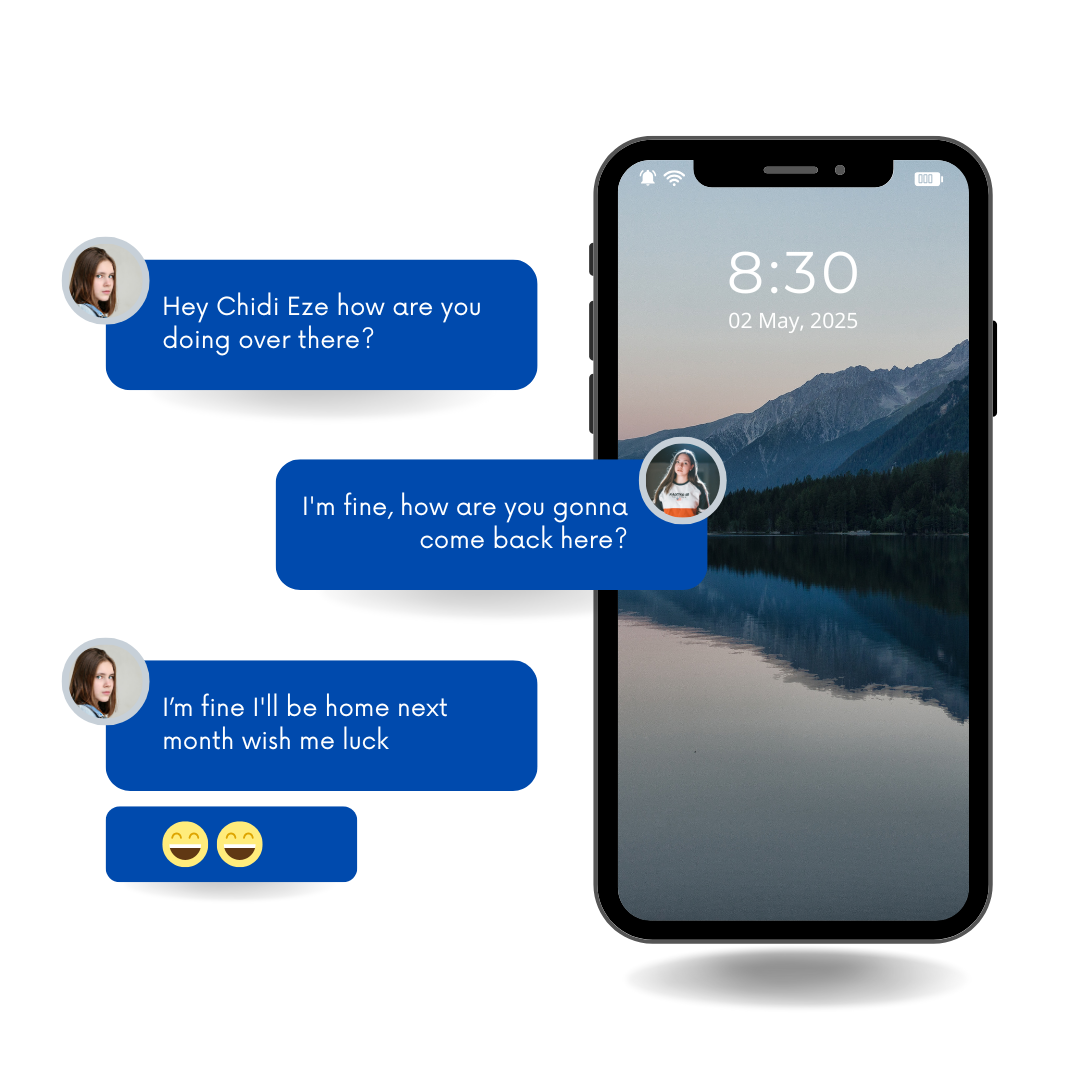 8:30
02 May, 2025
Hey Chidi Eze how are you
doing over there?
I'm fine, how are you gonna
come back here?
I’m fine I'll be home next
month wish me luck
😄😄